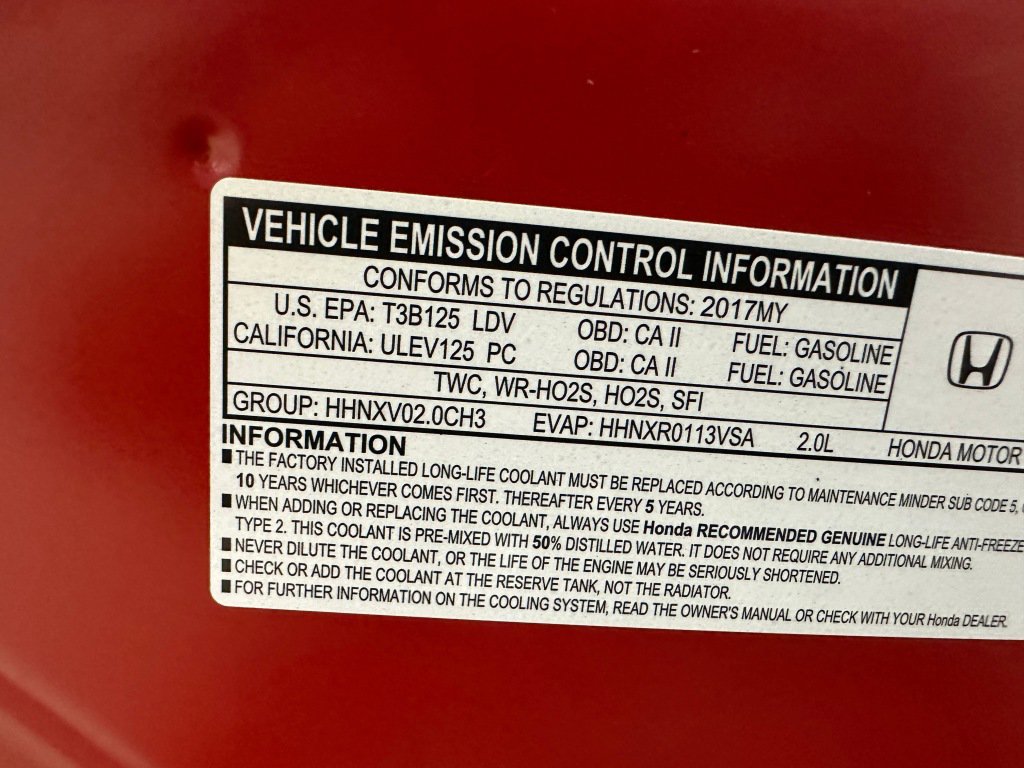 VEHICLE EMISSION CONTROL INFORMATION
CONFORMS TO REGULATIONS: 2017MY
U.S. EPA: T3B125 LDV OBD: CA II FUEL: GASOLINE
CALIFORNIA: ULEV125 PC OBD: CA II FUEL: GASOLINE
TWC, WR-HO2S, HO2S, SFI
GROUP: HHNXV02.0CH3 EVAP: HHNXR0113VSA 2.0L HONDA MOTOR
INFORMATION
■ THE FACTORY INSTALLED LONG-LIFE COOLANT MUST BE REPLACED ACCORDING TO MAINTENANCE MINDER SUB CODE 5,
10 YEARS WHICHEVER COMES FIRST. THEREAFTER EVERY 5 YEARS.
■ WHEN ADDING OR REPLACING THE COOLANT, ALWAYS USE Honda RECOMMENDED GENUINE LONG-LIFE ANTI-FREEZE
TYPE 2. THIS COOLANT IS PRE-MIXED WITH 50% DISTILLED WATER. IT DOES NOT REQUIRE ANY ADDITIONAL MIXING.
■ NEVER DILUTE THE COOLANT, OR THE LIFE OF THE ENGINE MAY BE SERIOUSLY SHORTENED.
■ CHECK OR ADD THE COOLANT AT THE RESERVE TANK, NOT THE RADIATOR.
■ FOR FURTHER INFORMATION ON THE COOLING SYSTEM, READ THE OWNER'S MANUAL OR CHECK WITH YOUR Honda DEALER.